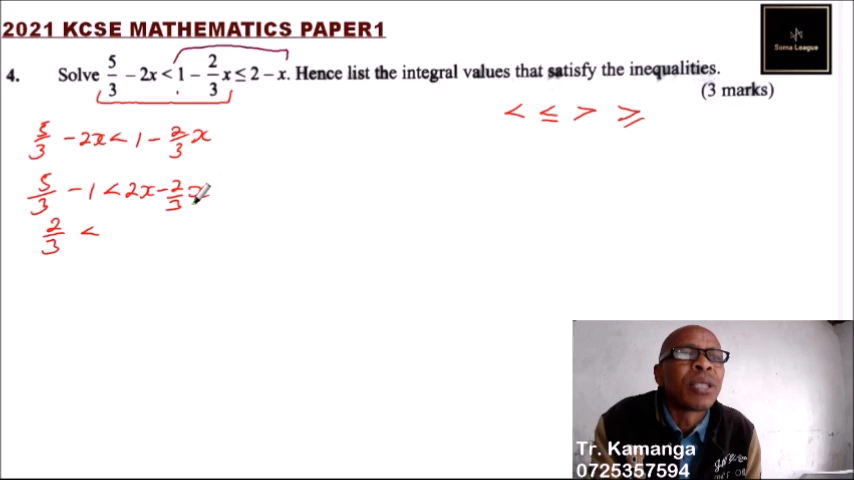 2021 KCSE MATHEMATICS PAPER1
Soma League
4. Solve 5/3 − 2x < 1 − 2/3 x ≤ 2 − x. Hence list the integral values that satisfy the inequalities.
(3 marks)
< ≤ > ≥
5/3 − 2x < 1 − 2/3 x
5/3 − 1 < 2x − 2/3 x
2/3 <
Tr. Kamanga
0725357594